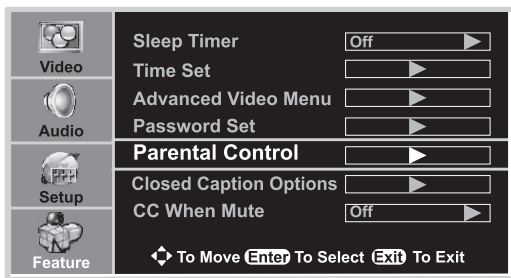 Video
Audio
Setup
Feature
Sleep Timer Off
Time Set
Advanced Video Menu
Password Set
Parental Control
Closed Caption Options
CC When Mute Off
To Move Enter To Select Exit To Exit